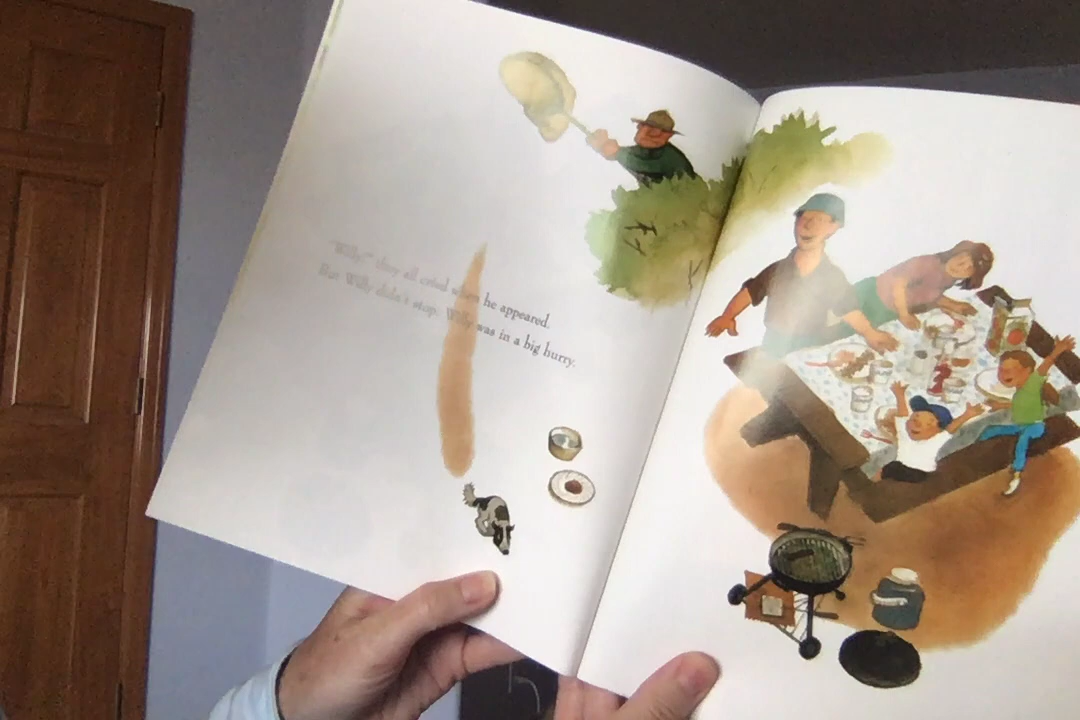 "Willy!" they all cried when he appeared.
But Willy didn't stop. Willy was in a big hurry.